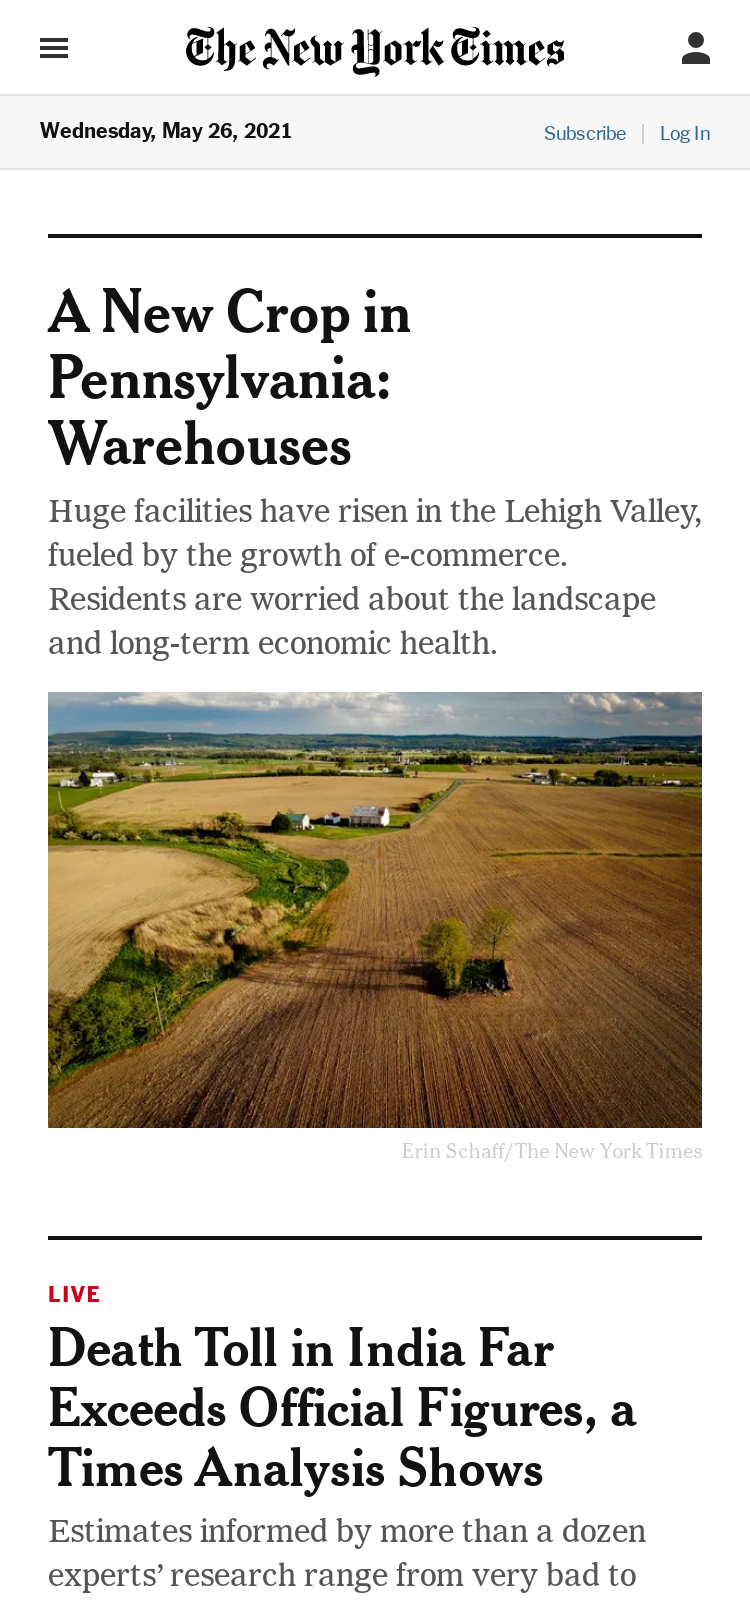 The New York Times
Wednesday, May 26, 2021
Subscribe | Log In
A New Crop in
Pennsylvania:
Warehouses
Huge facilities have risen in the Lehigh Valley,
fueled by the growth of e-commerce.
Residents are worried about the landscape
and long-term economic health.
Erin Schaff/The New York Times
LIVE
Death Toll in India Far
Exceeds Official Figures, a
Times Analysis Shows
Estimates informed by more than a dozen
experts’ research range from very bad to